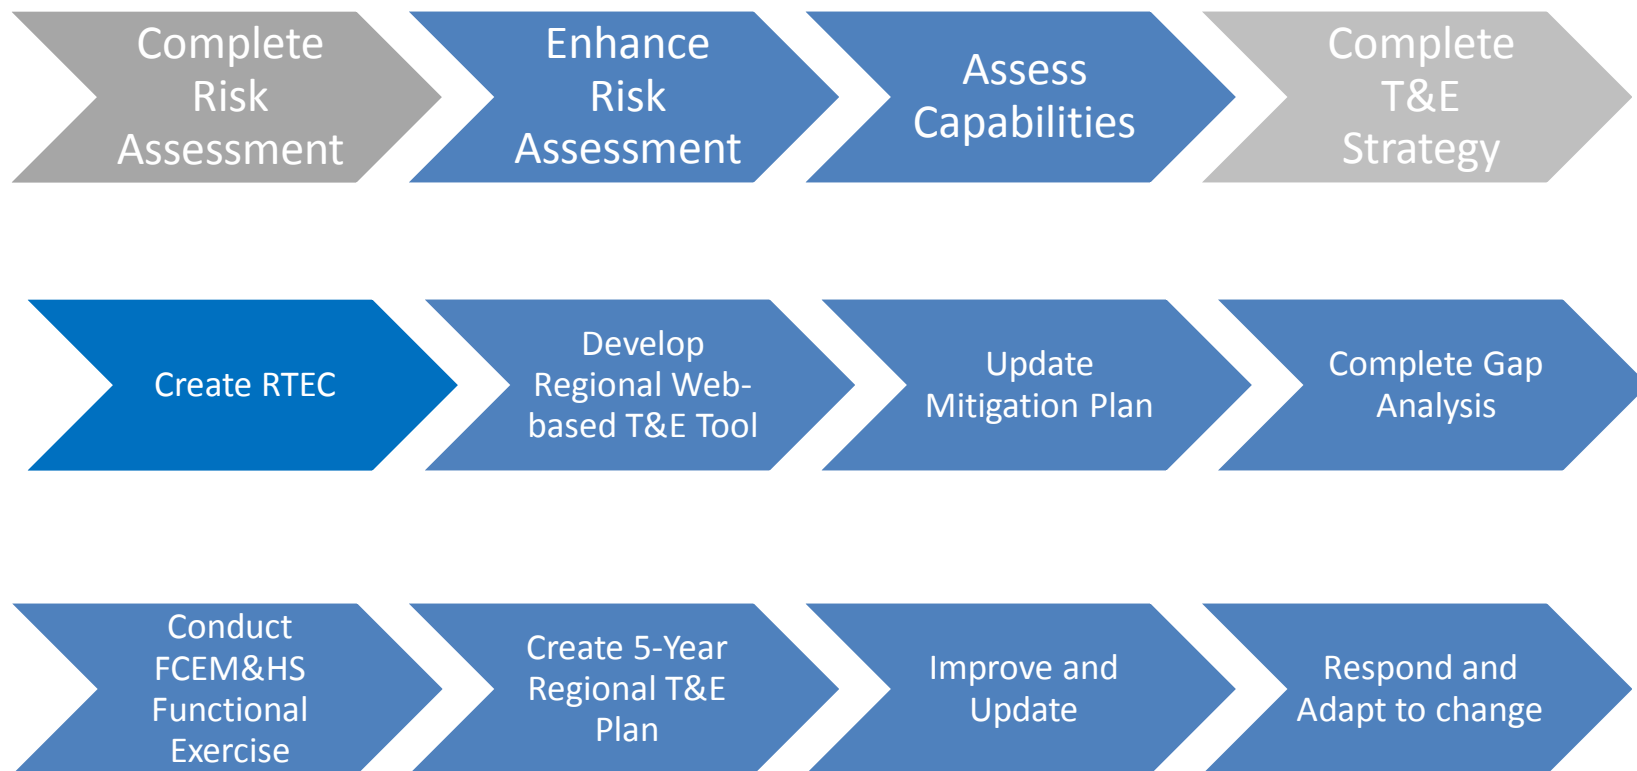 Complete
Risk
Assessment
Enhance
Risk
Assessment
Assess
Capabilities
Complete
T&E
Strategy
Create RTEC
Develop
Regional Web-
based T&E Tool
Update
Mitigation Plan
Complete Gap
Analysis
Conduct
FCEM&HS
Functional
Exercise
Create 5-Year
Regional T&E
Plan
Improve and
Update
Respond and
Adapt to change